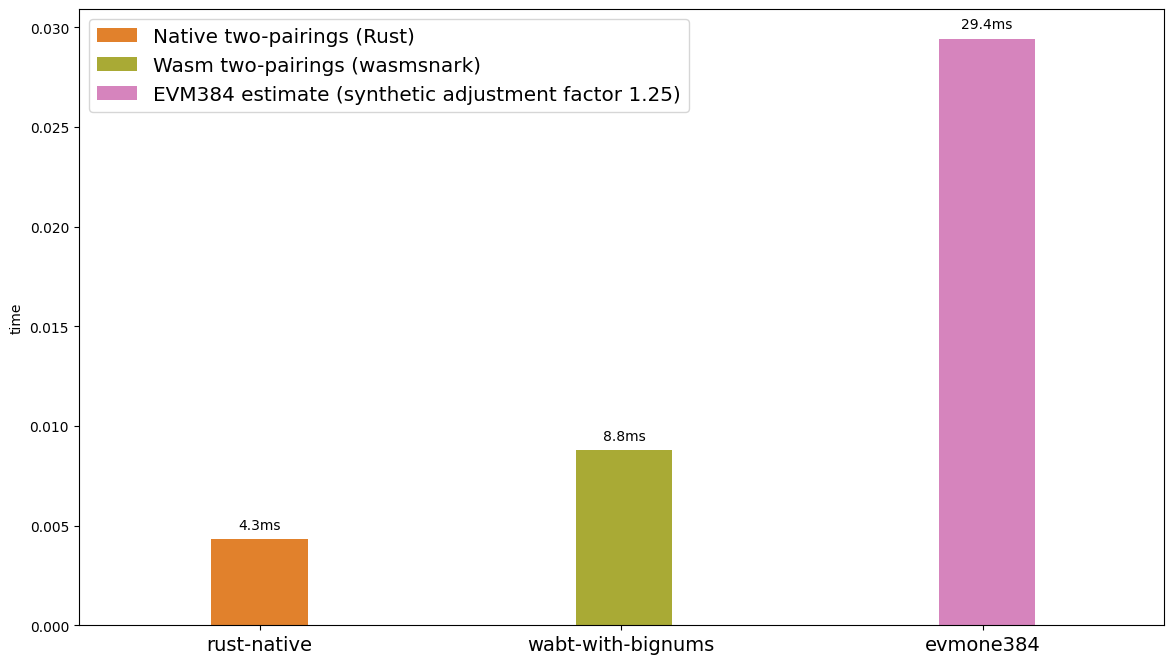 Native two-pairings (Rust)
Wasm two-pairings (wasmsnark)
EVM384 estimate (synthetic adjustment factor 1.25)
29.4ms
8.8ms
4.3ms
time
0.030
0.025
0.020
0.015
0.010
0.005
0.000
rust-native
wabt-with-bignums
evmone384